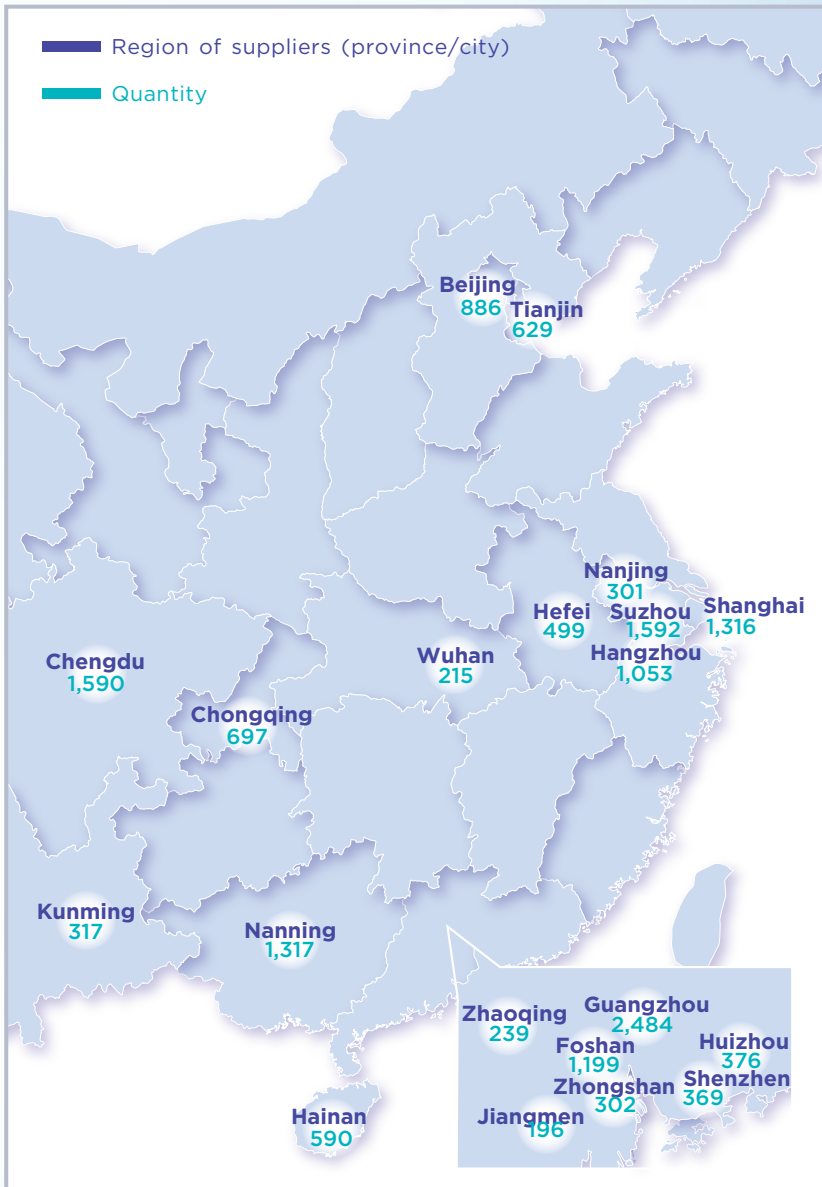 Region of suppliers (province/city)
Quantity
Beijing
886
Tianjin
629
Nanjing
301
Hefei
499
Suzhou
1,592
Shanghai
1,316
Hangzhou
1,053
Wuhan
215
Chengdu
1,590
Chongqing
697
Kunming
317
Nanning
1,317
Hainan
590
Zhaoqing
239
Guangzhou
2,484
Foshan
1,199
Huizhou
376
Shenzhen
369
Zhongshan
302
Jiangmen
196